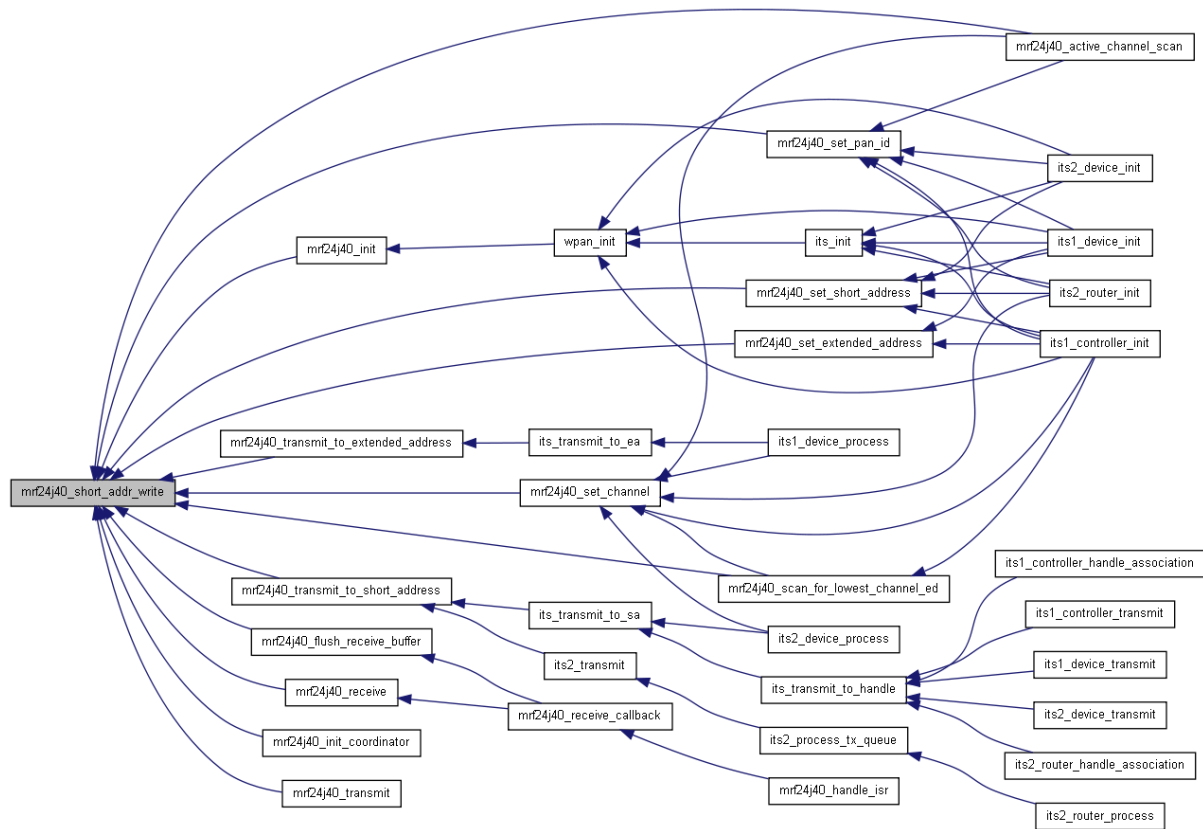 mrf24j40_active_channel_scan
mrf24j40_set_pan_id
its2_device_init
mrf24j40_init
wpan_init
its_init
its1_device_init
mrf24j40_set_short_address
its2_router_init
mrf24j40_set_extended_address
its1_controller_init
mrf24j40_transmit_to_extended_address
its_transmit_to_ea
its1_device_process
mrf24j40_short_addr_write
mrf24j40_set_channel
its1_controller_handle_association
mrf24j40_transmit_to_short_address
mrf24j40_scan_for_lowest_channel_ed
its_transmit_to_sa
its1_controller_transmit
mrf24j40_flush_receive_buffer
its2_device_process
its2_transmit
its1_device_transmit
mrf24j40_receive
its_transmit_to_handle
mrf24j40_receive_callback
its2_device_transmit
mrf24j40_init_coordinator
its2_process_tx_queue
its2_router_handle_association
mrf24j40_transmit
mrf24j40_handle_isr
its2_router_process